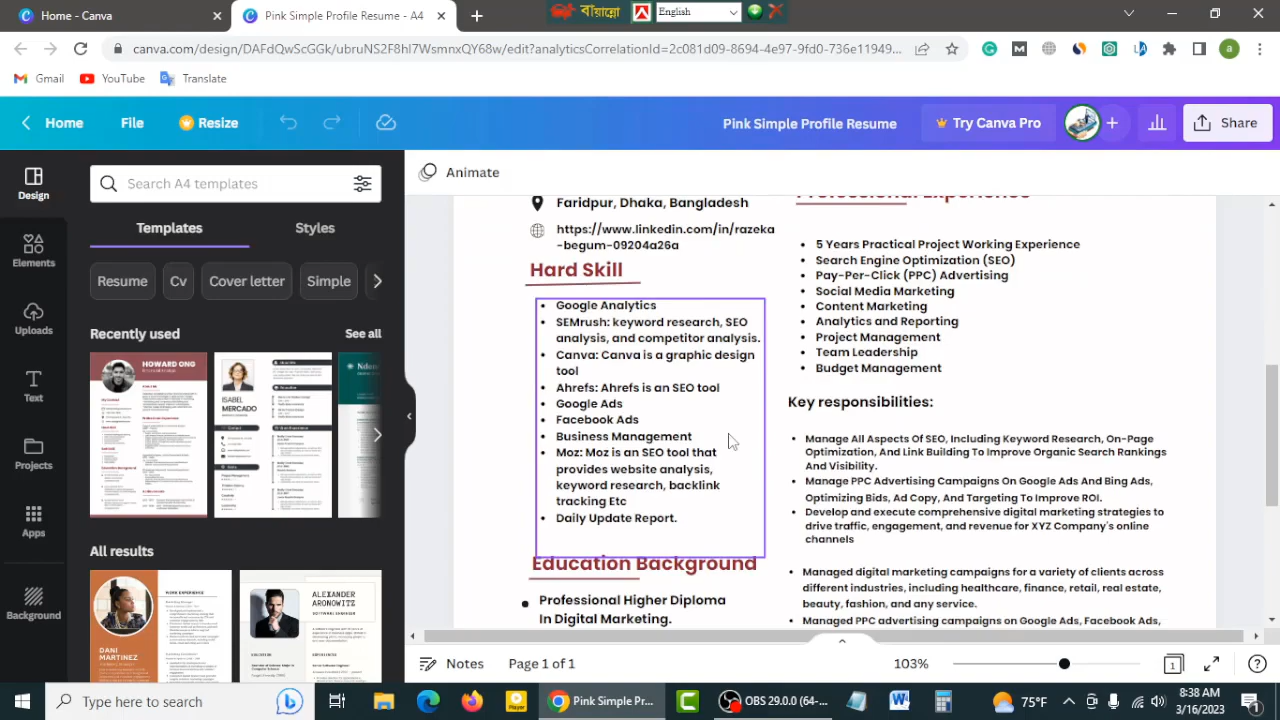 Home - Canva
Pink Simple Profile Resume - A4
English
canva.com/design/DAFdQwScGGk/ubruNS2F8hI7WsmnxQY68w/edit?analyticsCorrelationId=2c081d09-8694-4e97-9fd0-736e11949...
Gmail
YouTube
Translate
Home
File
Resize
Pink Simple Profile Resume
Try Canva Pro
Share
Design
Elements
Uploads
Text
Projects
Apps
Background
Search A4 templates
Templates
Styles
Resume
Cv
Cover letter
Simple
Recently used
See all
HOWARD ONG
ISABEL
MERCADO
All results
DANI
MARTINEZ
WORK EXPERIENCE
ALEXANDER
ARONOWITZ
Animate
Faridpur, Dhaka, Bangladesh
https://www.linkedin.com/in/razeka
-begum-09204a26a
Hard Skill
• Google Analytics
• SEMrush: keyword research, SEO
analysis, and competitor analysis.
• Canva: Canva is a graphic design
tool
• Ahrefs: Ahrefs is an SEO tool
• Google Ads
• Facebook Ads
• Business Management
• Moz: Moz is an SEO tool that
provides website analysis,
keyword research, backlink
tracking etc
• Daily Update Report.
Education Background
Professional Higher Diploma
In Digital Marketing.
Professional Experience
• 5 Years Practical Project Working Experience
• Search Engine Optimization (SEO)
• Pay-Per-Click (PPC) Advertising
• Social Media Marketing
• Content Marketing
• Analytics and Reporting
• Project Management
• Team Leadership
• Budget Management
Key responsibilities:
• Manage All Aspects Of SEO, Including Keyword Research, On-Page
Optimization, And Link Building To Improve Organic Search Rankings
And Visibility.
• Manage PPC Advertising Campaigns On Google Ads And Bing Ads,
Optimizing Bids, Ad Copy, And Targeting To Improve ROI
• Develop and execute comprehensive digital marketing strategies to
drive traffic, engagement, and revenue for XYZ Company's online
channels
• Managed digital marketing campaigns for a variety of clients across
different industries, including healthcare, finance, retail, real estate,
beauty, fashion and any service.
Managed PPC advertising campaigns on Google Ads, Facebook Ads,
Notes
Page 1 of
103%
1
Type here to search
Pink Simple Pr...
OBS 29.0.0 (64-...
75°F
8:38 AM
3/16/2023